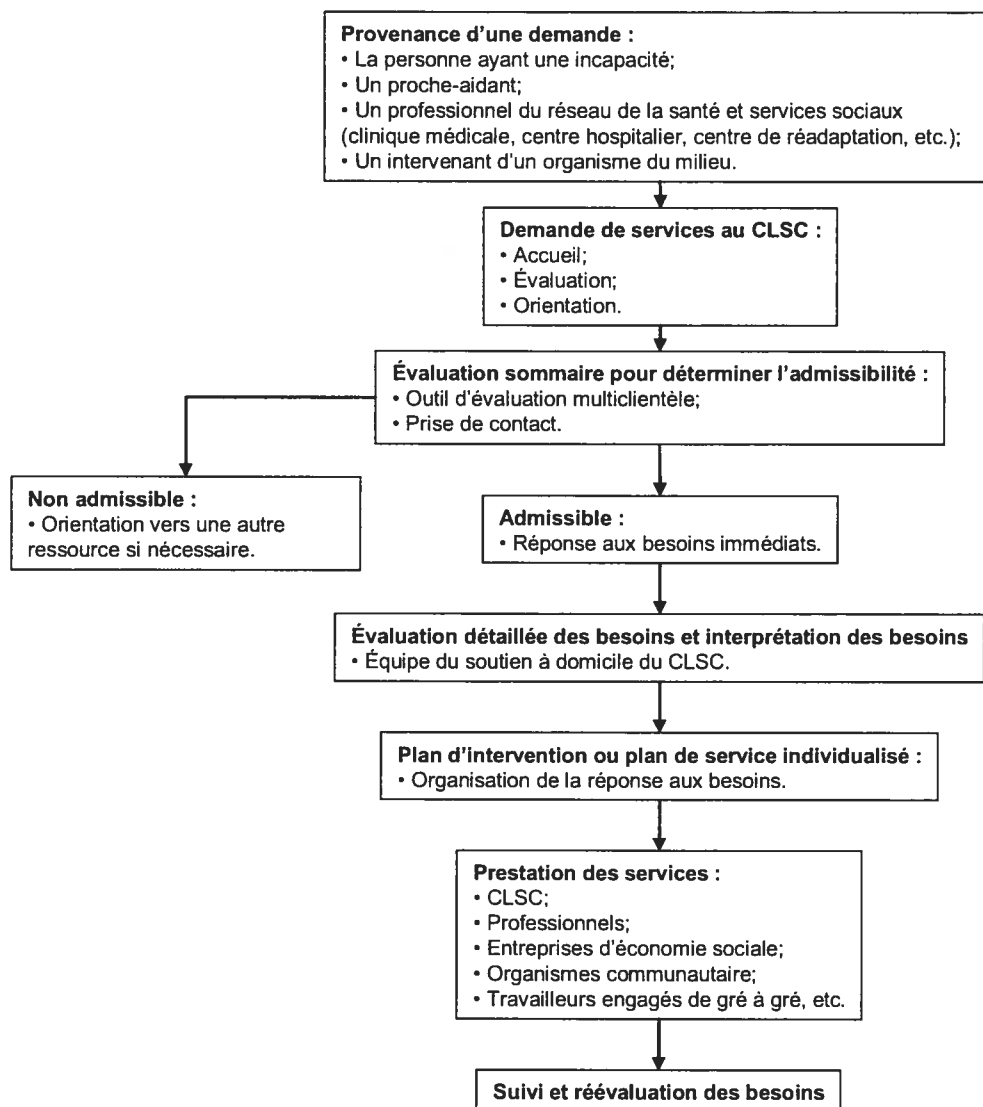 Provenance d'une demande :
• La personne ayant une incapacité;
• Un proche-aidant;
• Un professionnel du réseau de la santé et services sociaux
(clinique médicale, centre hospitalier, centre de réadaptation, etc.);
• Un intervenant d'un organisme du milieu.
Demande de services au CLSC :
• Accueil;
• Évaluation;
• Orientation.
Évaluation sommaire pour déterminer l'admissibilité :
• Outil d'évaluation multiclientèle;
• Prise de contact.
Non admissible :
• Orientation vers une autre
ressource si nécessaire.
Admissible :
• Réponse aux besoins immédiats.
Évaluation détaillée des besoins et interprétation des besoins
• Équipe du soutien à domicile du CLSC.
Plan d'intervention ou plan de service individualisé :
• Organisation de la réponse aux besoins.
Prestation des services :
• CLSC;
• Professionnels;
• Entreprises d'économie sociale;
• Organismes communautaire;
• Travailleurs engagés de gré à gré, etc.
Suivi et réévaluation des besoins